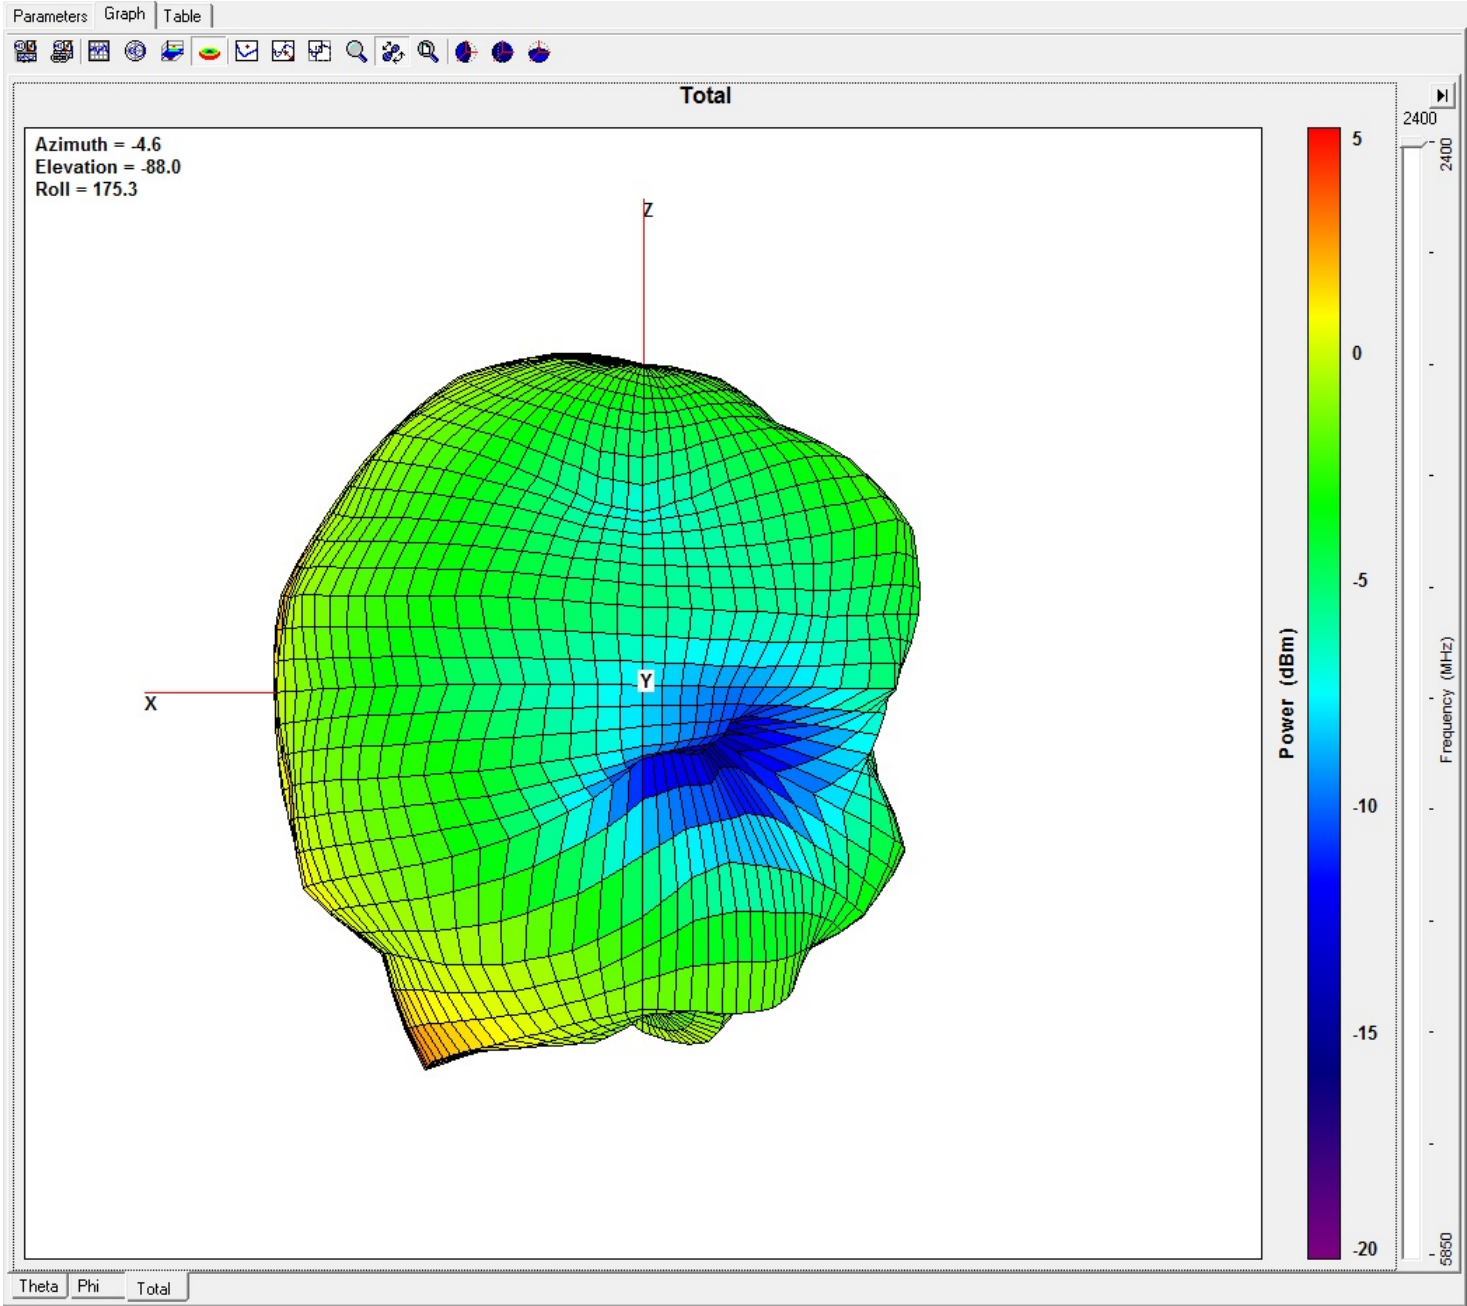 Parameters Graph Table
Total
Azimuth = -4.6
Elevation = -88.0
Roll = 175.3
Z
X
Y
5
0
-5
-10
-15
-20
Power (dBm)
2400
2400
Frequency (MHz)
5850
Theta Phi Total